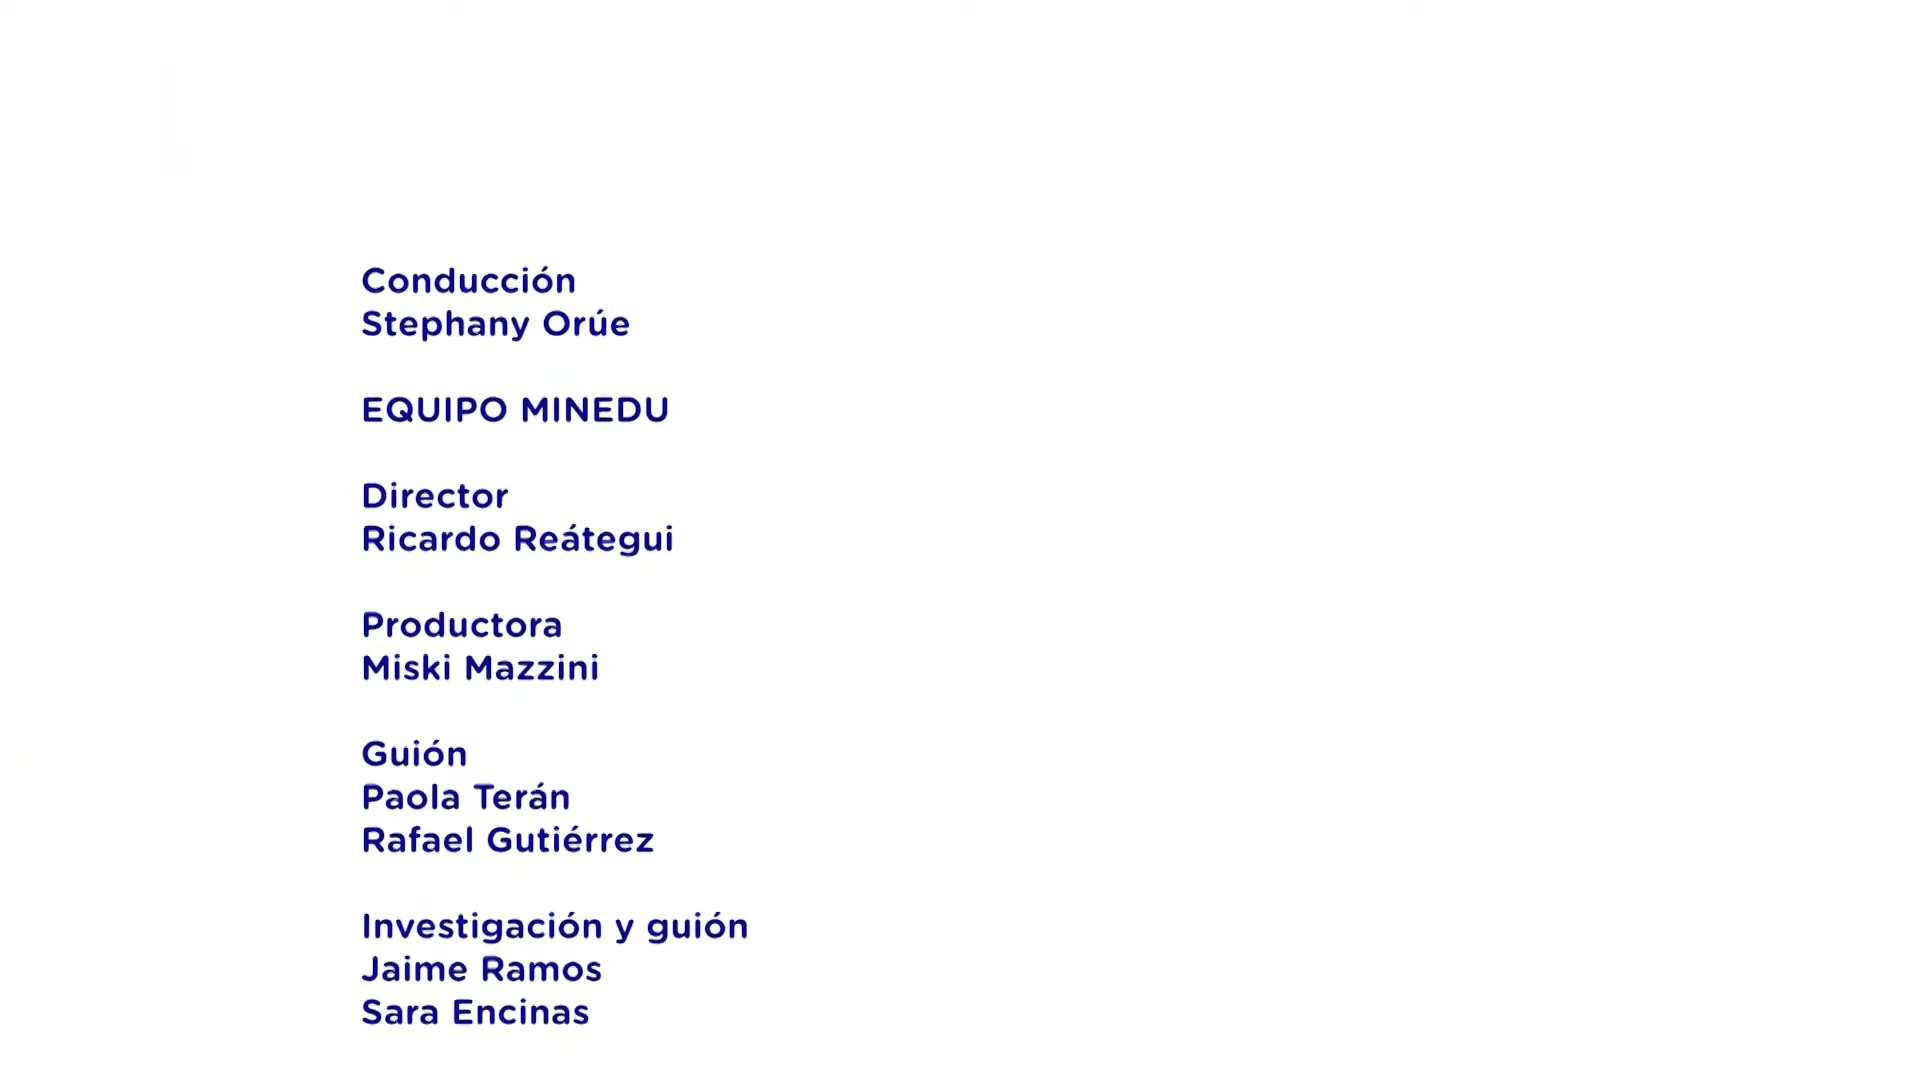 Conducción
Stephany Orúe
EQUIPO MINEDU
Director
Ricardo Reátegui
Productora
Miski Mazzini
Guión
Paola Terán
Rafael Gutiérrez
Investigación y guión
Jaime Ramos
Sara Encinas